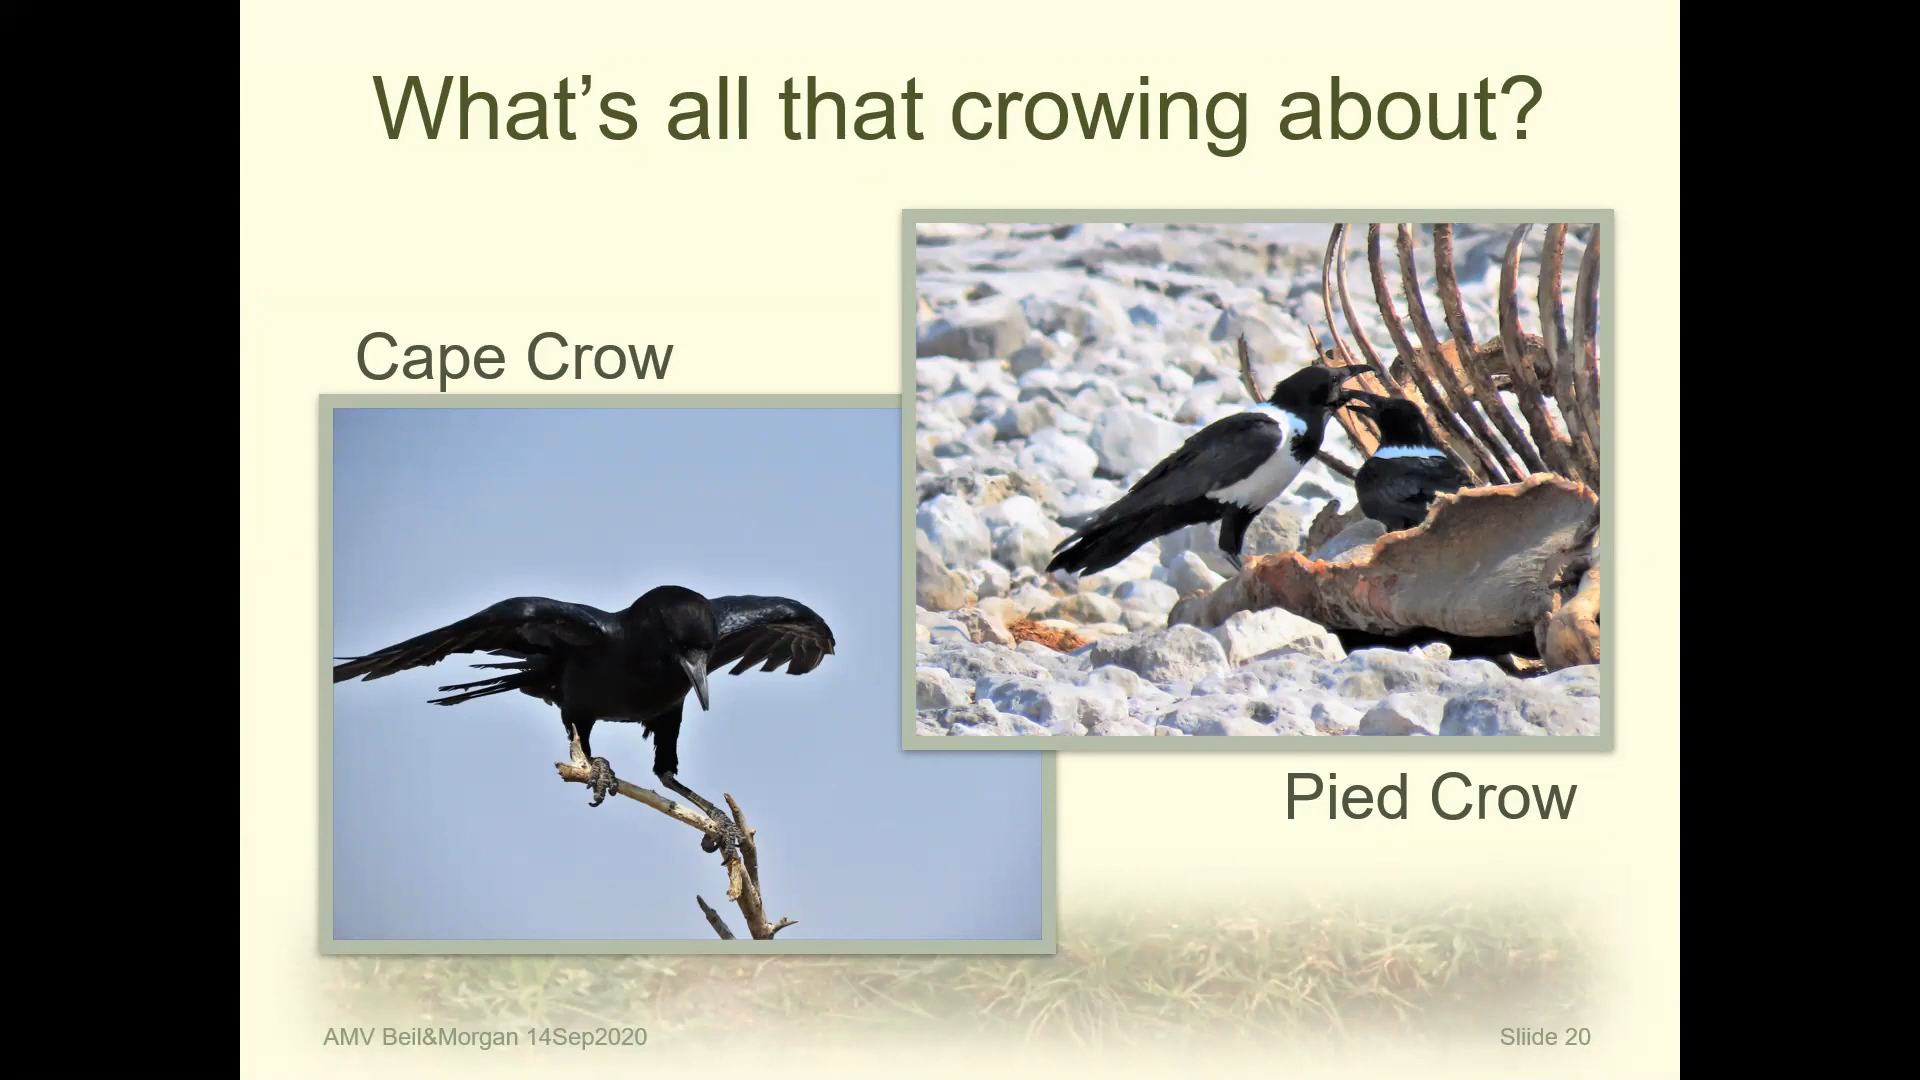 What’s all that crowing about?
Cape Crow
Pied Crow
AMV Beil&Morgan 14Sep2020
Sliide 20